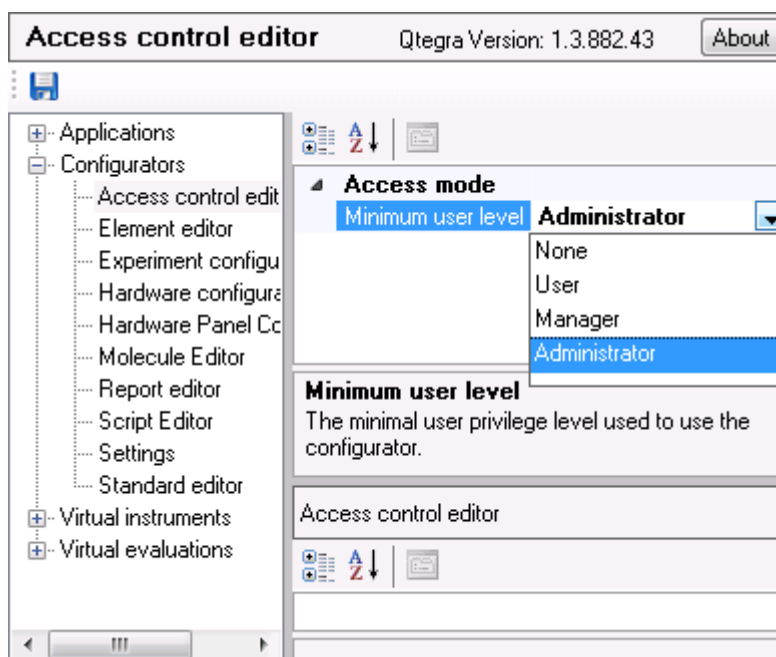 Access control editor Qtegra Version: 1.3.882.43 About
Applications
Configurators
Access control edit
Element editor
Experiment configu
Hardware configura
Hardware Panel Co
Molecule Editor
Report editor
Script Editor
Settings
Standard editor
Virtual instruments
Virtual evaluations
Access mode
Minimum user level Administrator
None
User
Manager
Administrator
Minimum user level
The minimal user privilege level used to use the
configurator.
Access control editor